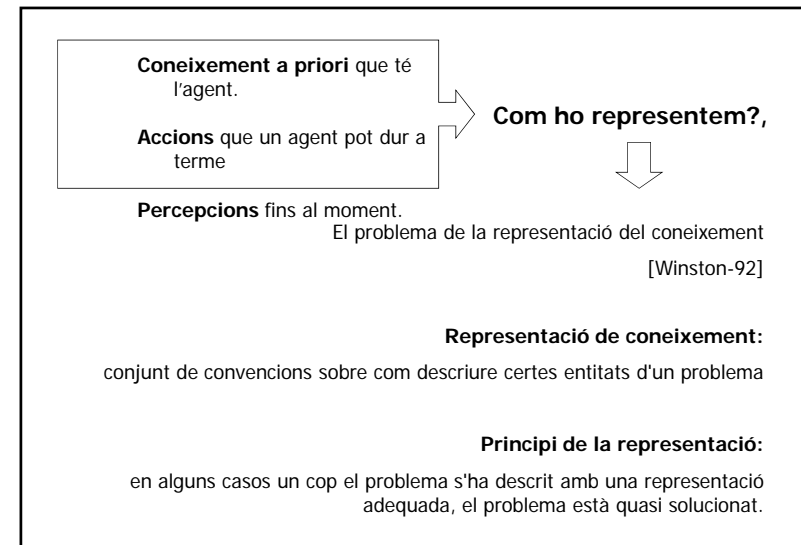 Coneixement a priori que té
l'agent.
Accions que un agent pot dur a
terme
Percepcions fins al moment.
Com ho representem?,
El problema de la representació del coneixement
[Winston-92]
Representació de coneixement:
conjunt de convencions sobre com descriure certes entitats d'un problema
Principi de la representació:
en alguns casos un cop el problema s'ha descrit amb una representació
adequada, el problema està quasi solucionat.